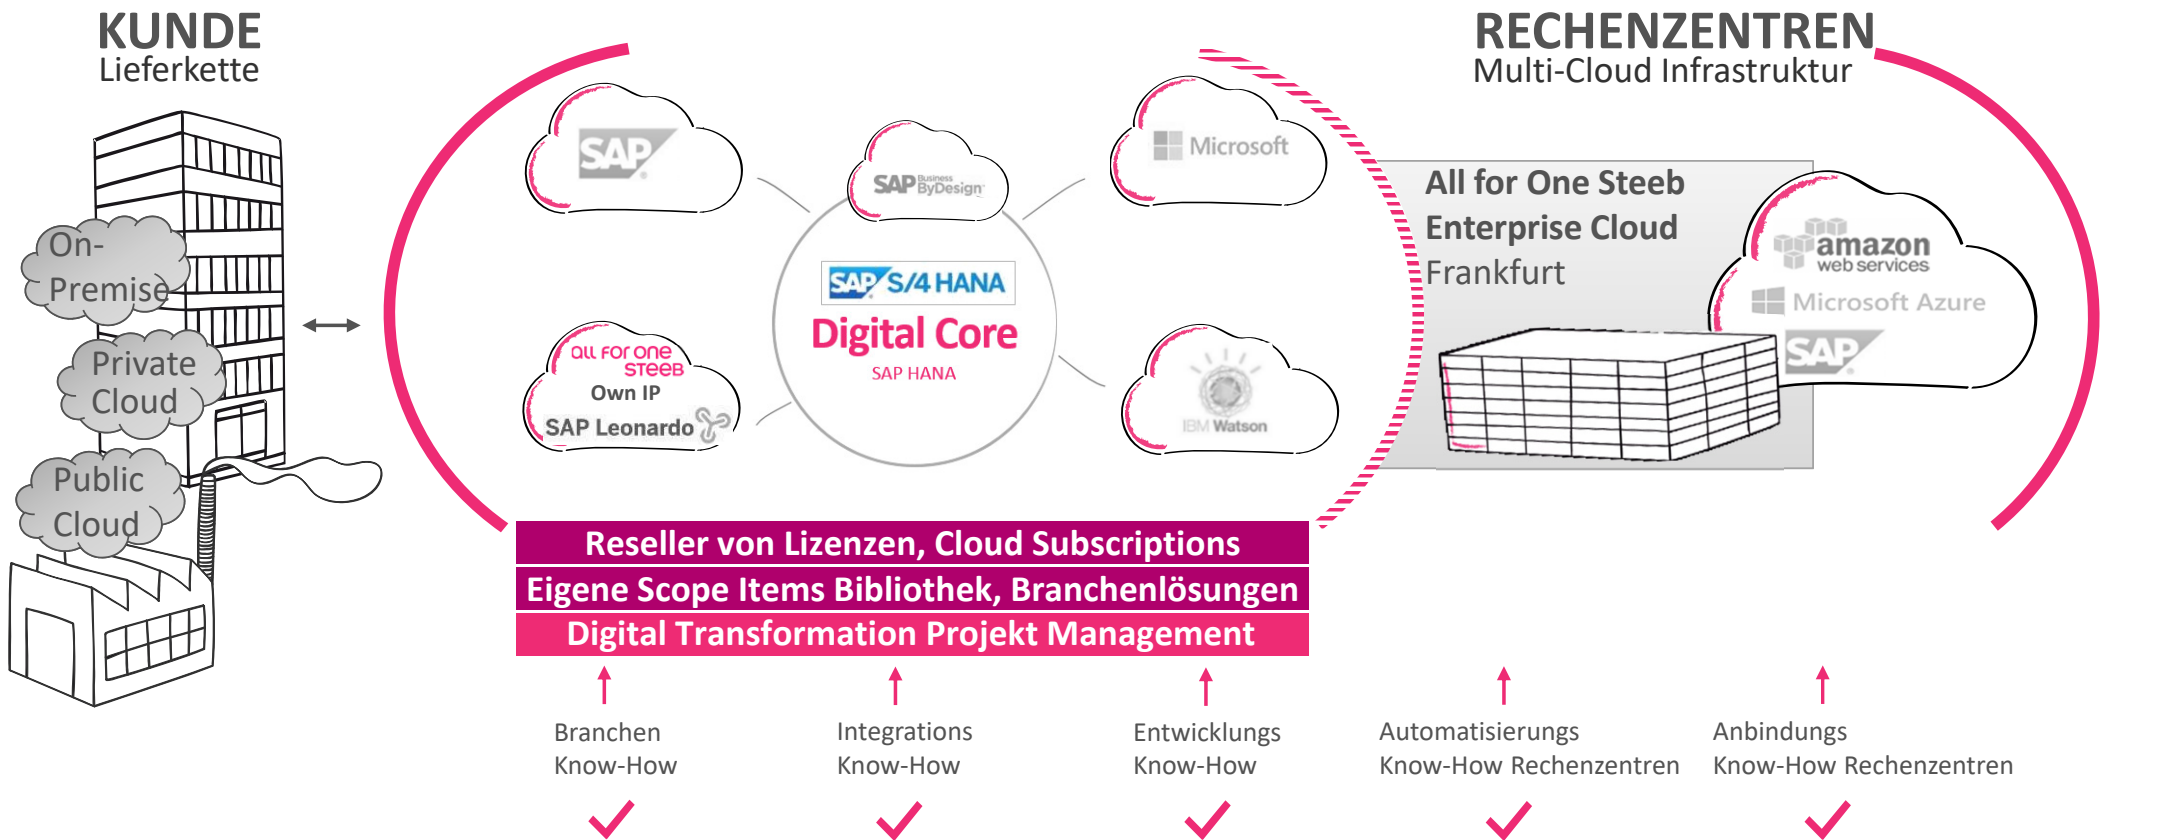 KUNDE
Lieferkette
On-
Premise
Private
Cloud
Public
Cloud
SAP
SAP Business ByDesign
Microsoft
SAP S/4 HANA
Digital Core
SAP HANA
all for one
steeb
Own IP
SAP Leonardo
IBM Watson
Reseller von Lizenzen, Cloud Subscriptions
Eigene Scope Items Bibliothek, Branchenlösungen
Digital Transformation Projekt Management
RECHENZENTREN
Multi-Cloud Infrastruktur
All for One Steeb
Enterprise Cloud
Frankfurt
amazon
web services
Microsoft Azure
SAP
Branchen
Know-How
Integrations
Know-How
Entwicklungs
Know-How
Automatisierungs
Know-How Rechenzentren
Anbindungs
Know-How Rechenzentren